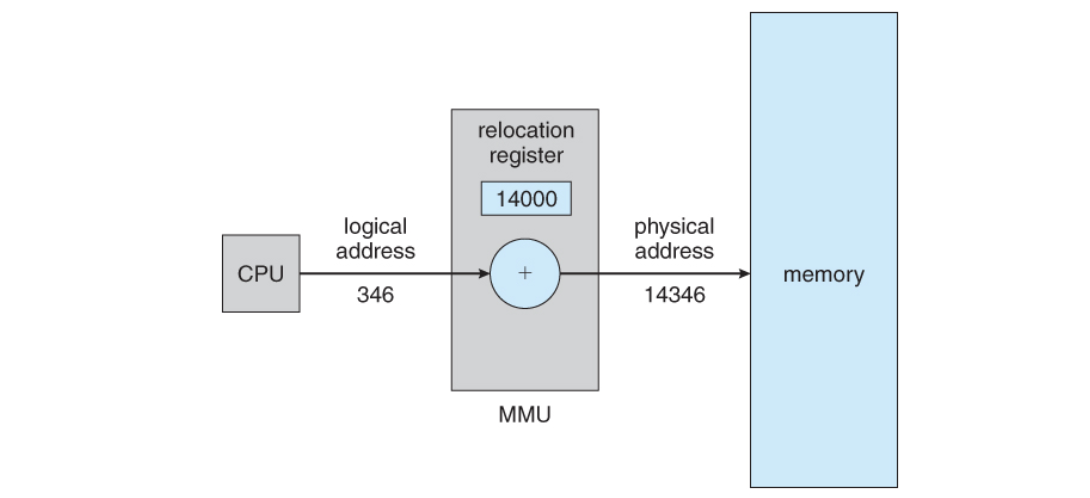 relocation
register
14000
logical
address
physical
address
CPU
+
memory
346
14346
MMU